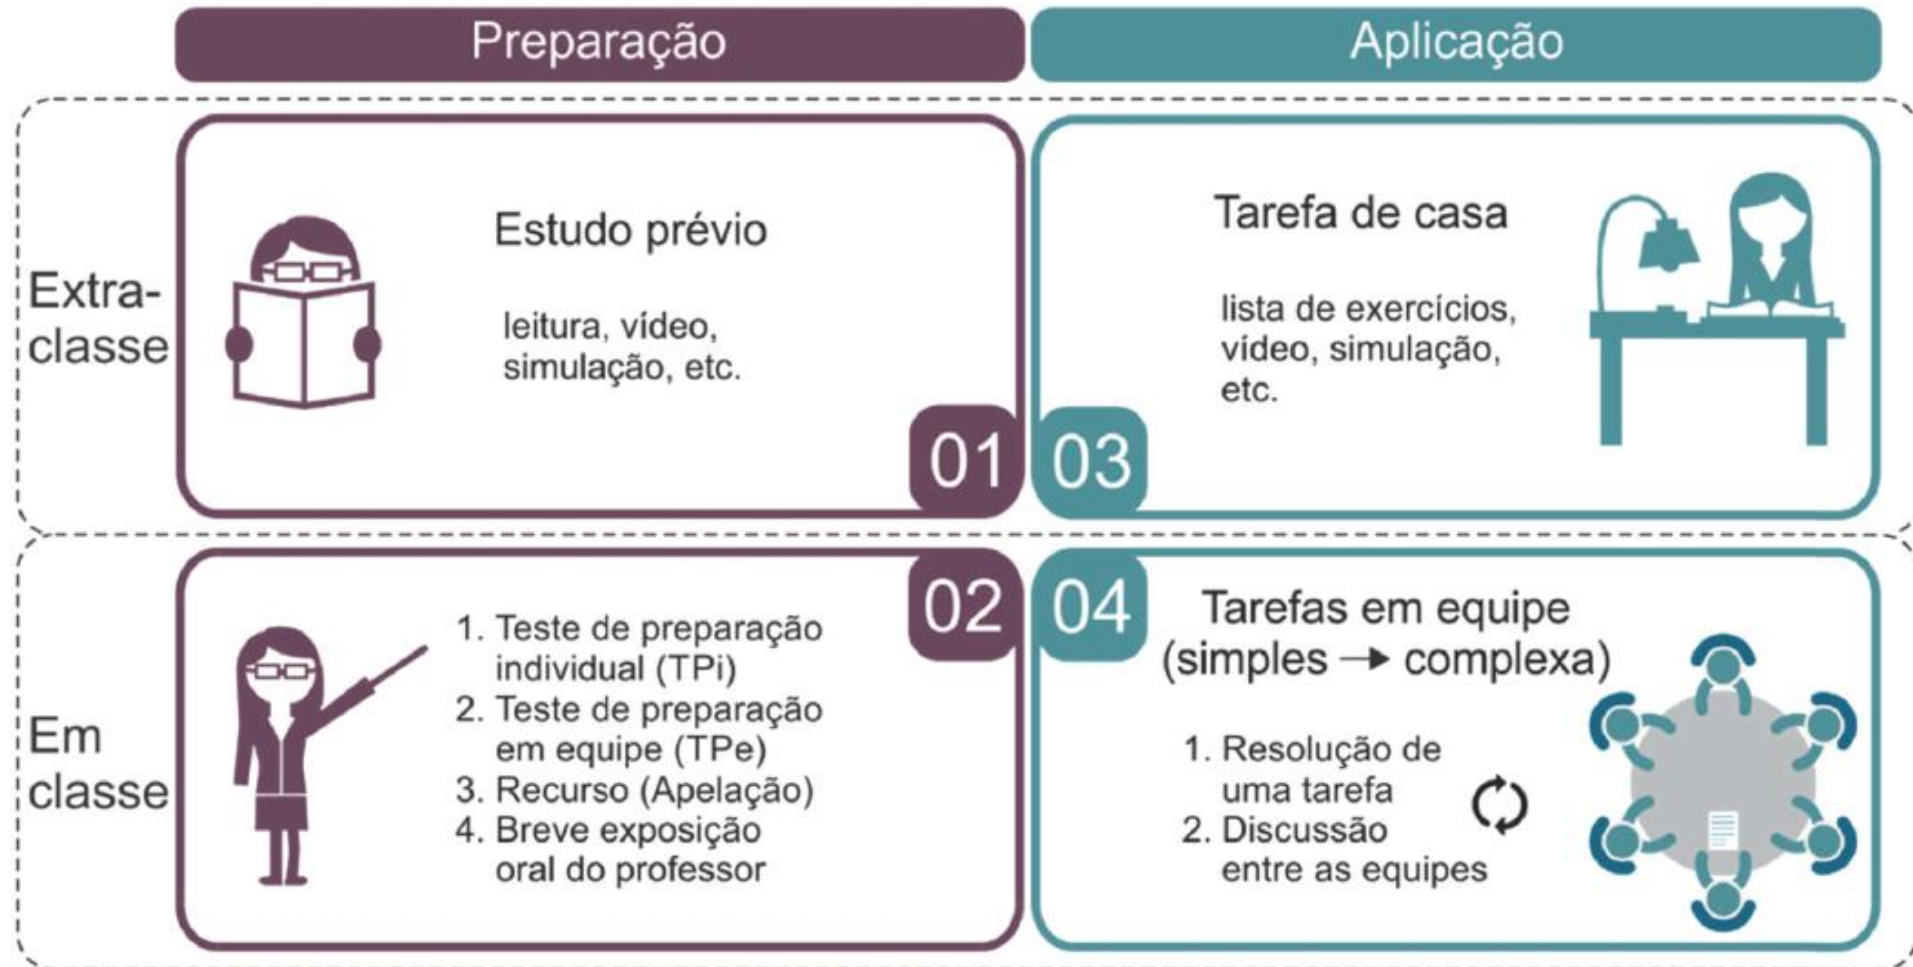 Preparação
Aplicação
Extra-
classe
Estudo prévio
leitura, vídeo,
simulação, etc.
01
03
Tarefa de casa
lista de exercícios,
vídeo, simulação,
etc.
Em
classe
02
1. Teste de preparação
individual (TPi)
2. Teste de preparação
em equipe (TPe)
3. Recurso (Apelação)
4. Breve exposição
oral do professor
04
Tarefas em equipe
(simples → complexa)
1. Resolução de
uma tarefa
2. Discussão
entre as equipes